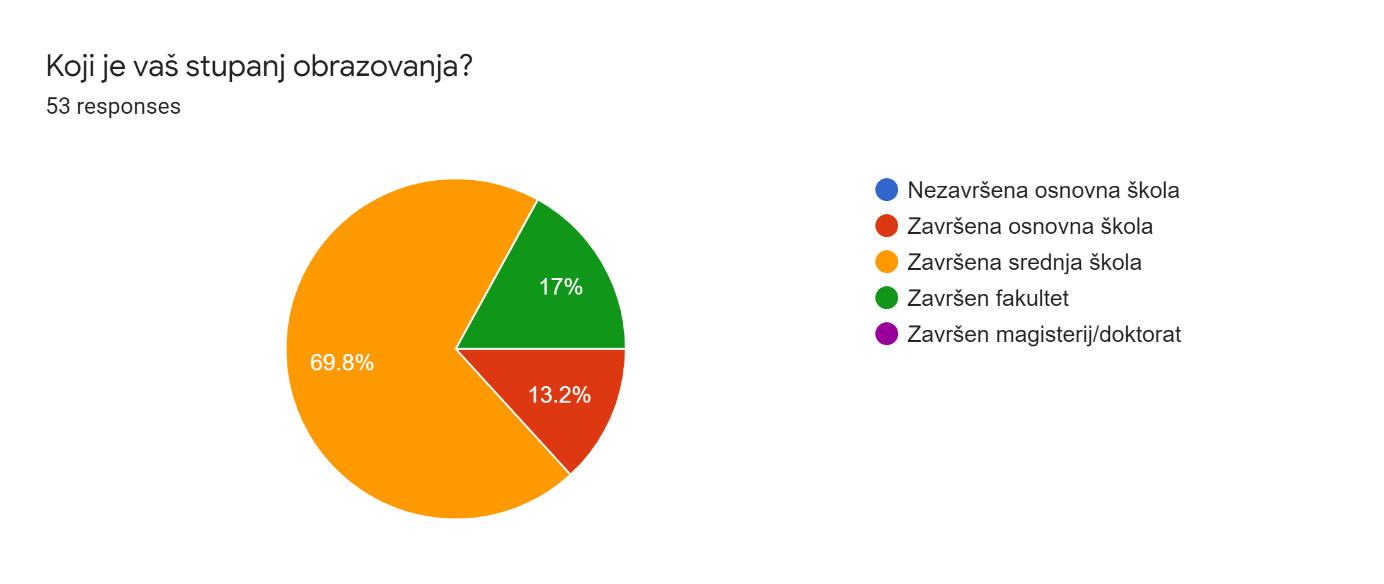 Koji je vaš stupanj obrazovanja?
53 responses
Nezavršena osnovna škola
Završena osnovna škola
Završena srednja škola
Završen fakultet
Završen magisterij/doktorat
17%
69.8%
13.2%